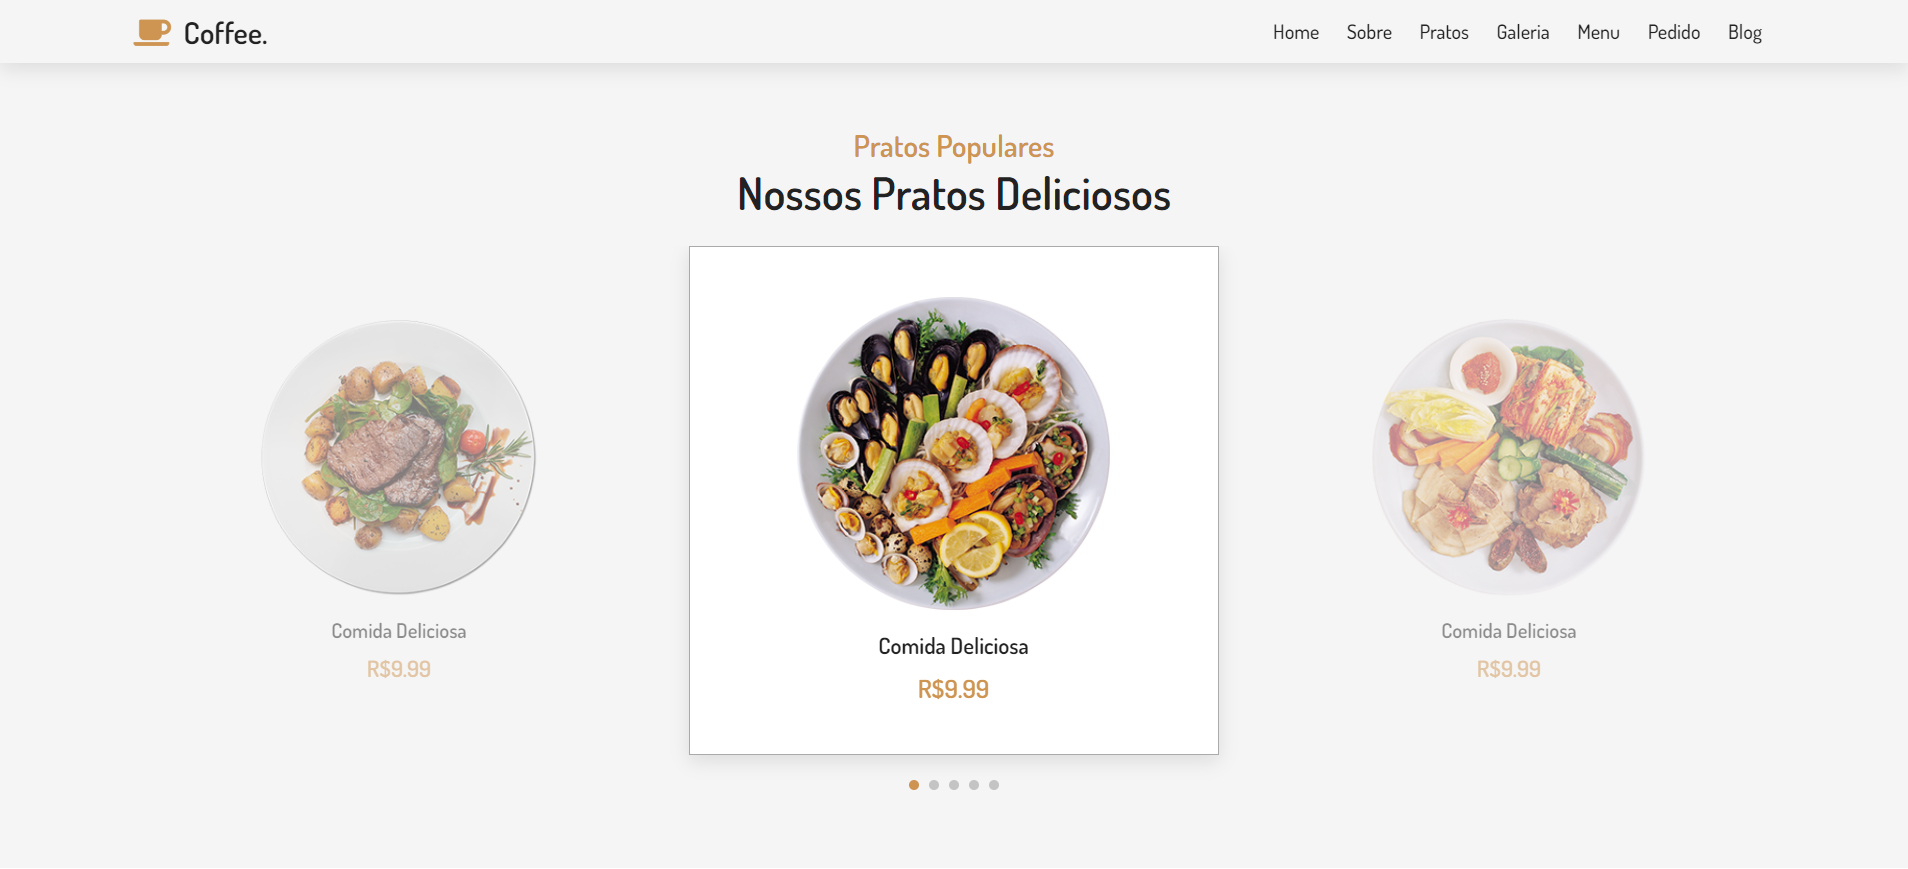 Coffee.
Home Sobre Pratos Galeria Menu Pedido Blog
Pratos Populares
Nossos Pratos Deliciosos
Comida Deliciosa
R$9.99
Comida Deliciosa
R$9.99
Comida Deliciosa
R$9.99